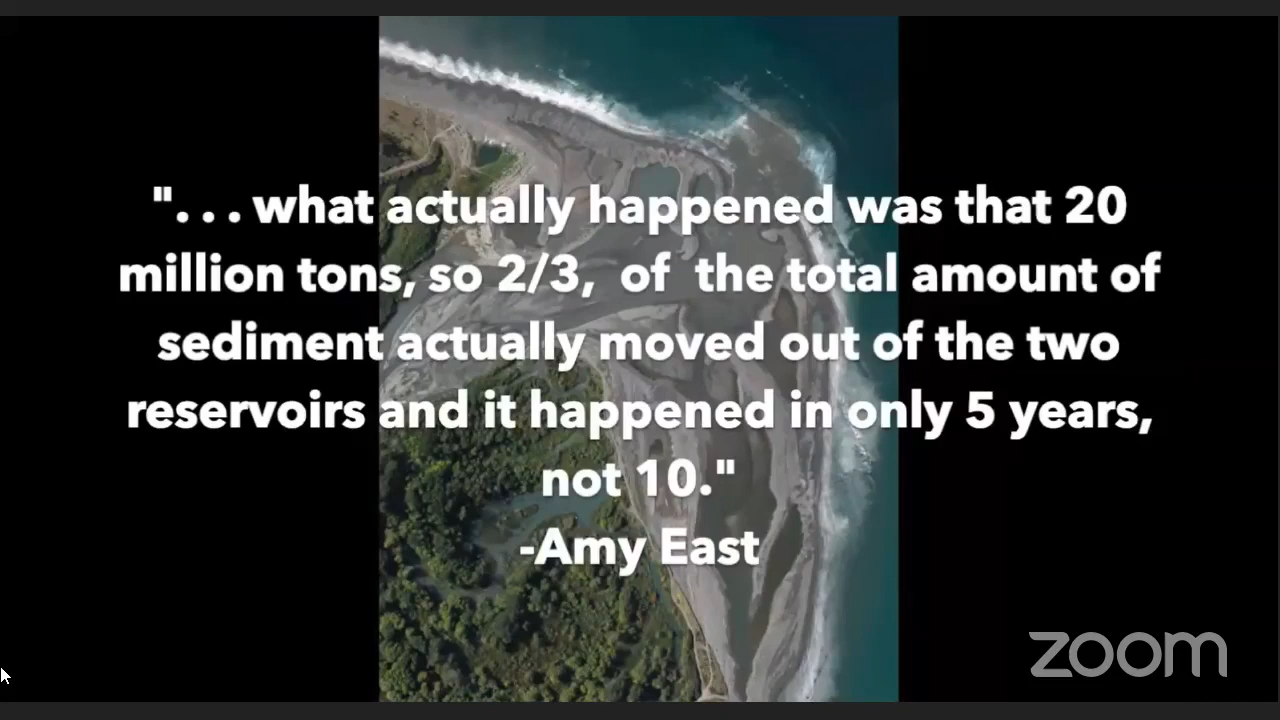 ". . . what actually happened was that 20
million tons, so 2/3, of the total amount of
sediment actually moved out of the two
reservoirs and it happened in only 5 years,
not 10."
-Amy East
zoom